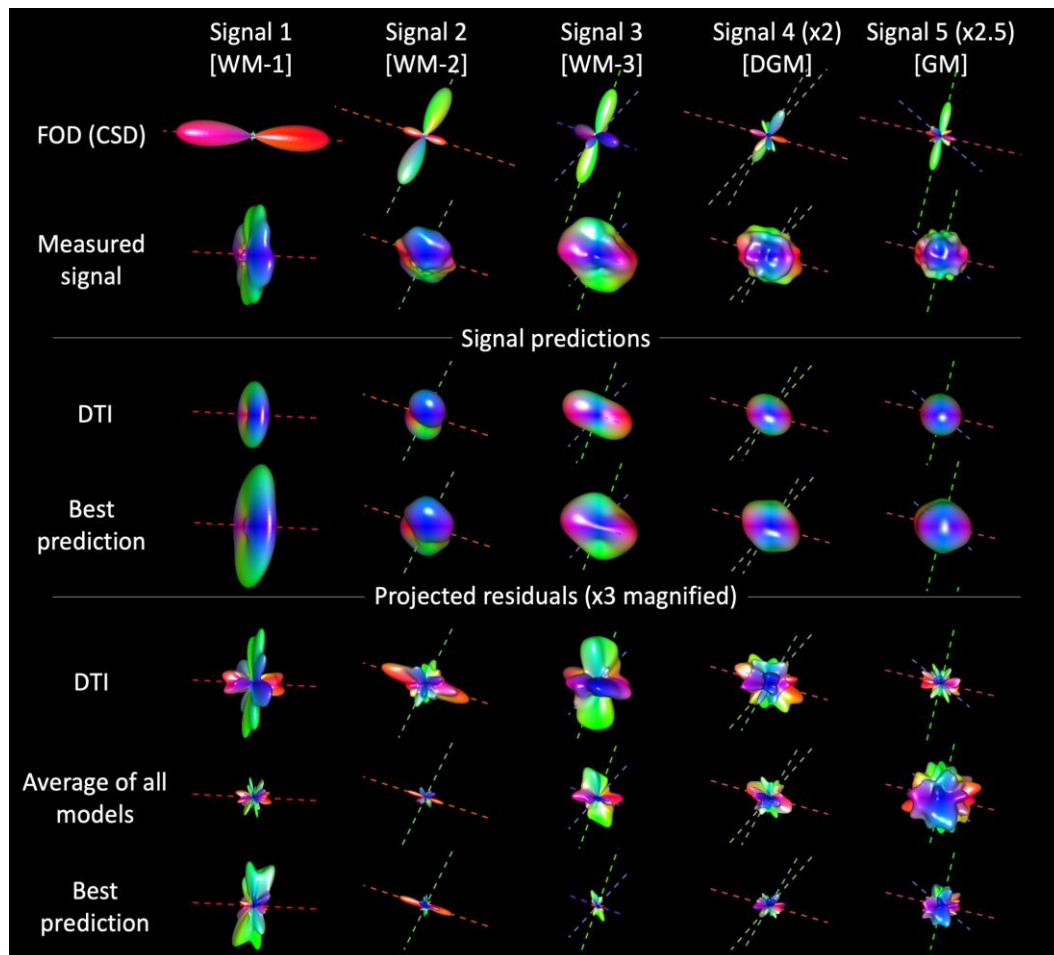 Signal 1 Signal 2 Signal 3 Signal 4 (x2) Signal 5 (x2.5)
[WM-1] [WM-2] [WM-3] [DGM] [GM]
FOD (CSD)
Measured
signal
Signal predictions
DTI
Best
prediction
Projected residuals (x3 magnified)
DTI
Average of all
models
Best
prediction